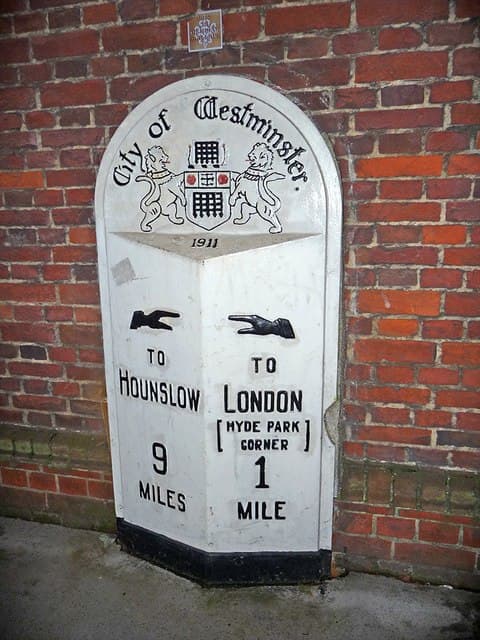 City of Westminster.
1911
TO
HOUNSLOW
9
MILES
TO
LONDON
[HYDE PARK
CORNER]
1
MILE